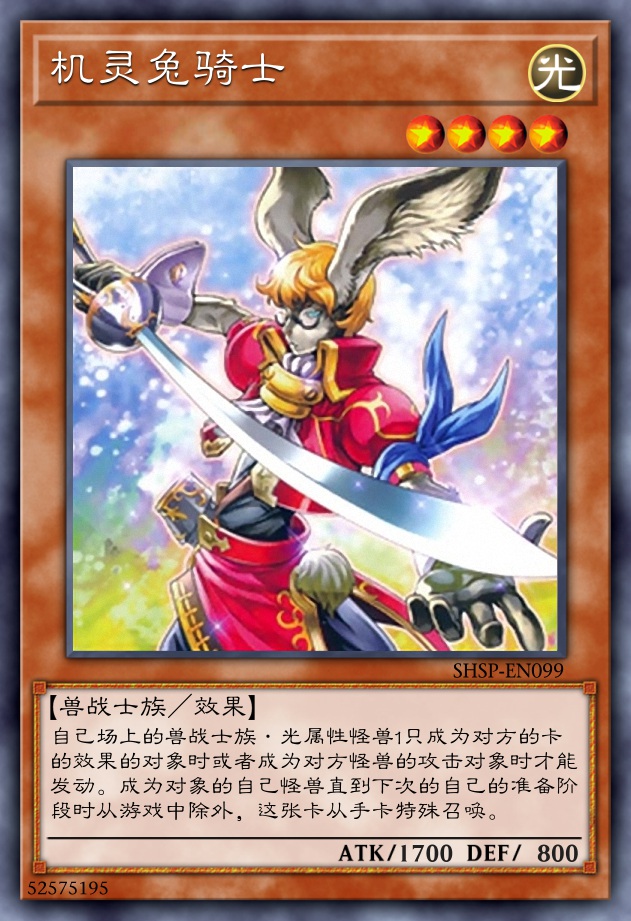 机灵兔骑士
光
SHSP-EN099
【兽战士族／效果】
自己场上的兽战士族·光属性怪兽1只成为对方的卡
的效果的对象时或者成为对方怪兽的攻击对象时才能
发动。成为对象的自己怪兽直到下次的自己的准备阶
段时从游戏中除外，这张卡从手卡特殊召唤。
ATK/1700 DEF/ 800
52575195